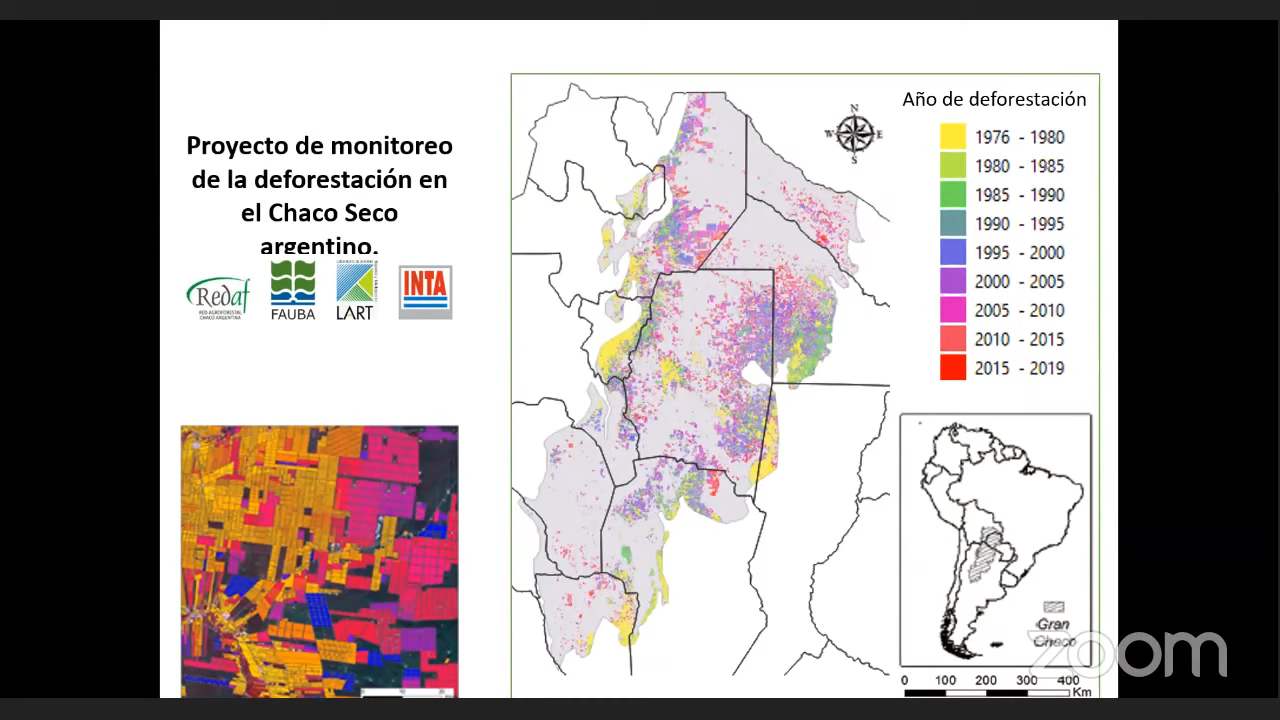 Proyecto de monitoreo
de la deforestación en
el Chaco Seco
argentino.
Redaf
RED AGROFORESTAL
CHACO ARGENTINA
FAUBA
LART
INTA
Año de deforestación
1976 - 1980
1980 - 1985
1985 - 1990
1990 - 1995
1995 - 2000
2000 - 2005
2005 - 2010
2010 - 2015
2015 - 2019
N
W E
S
Gran
Chaco
0 100 200 300 400
Km
zoom